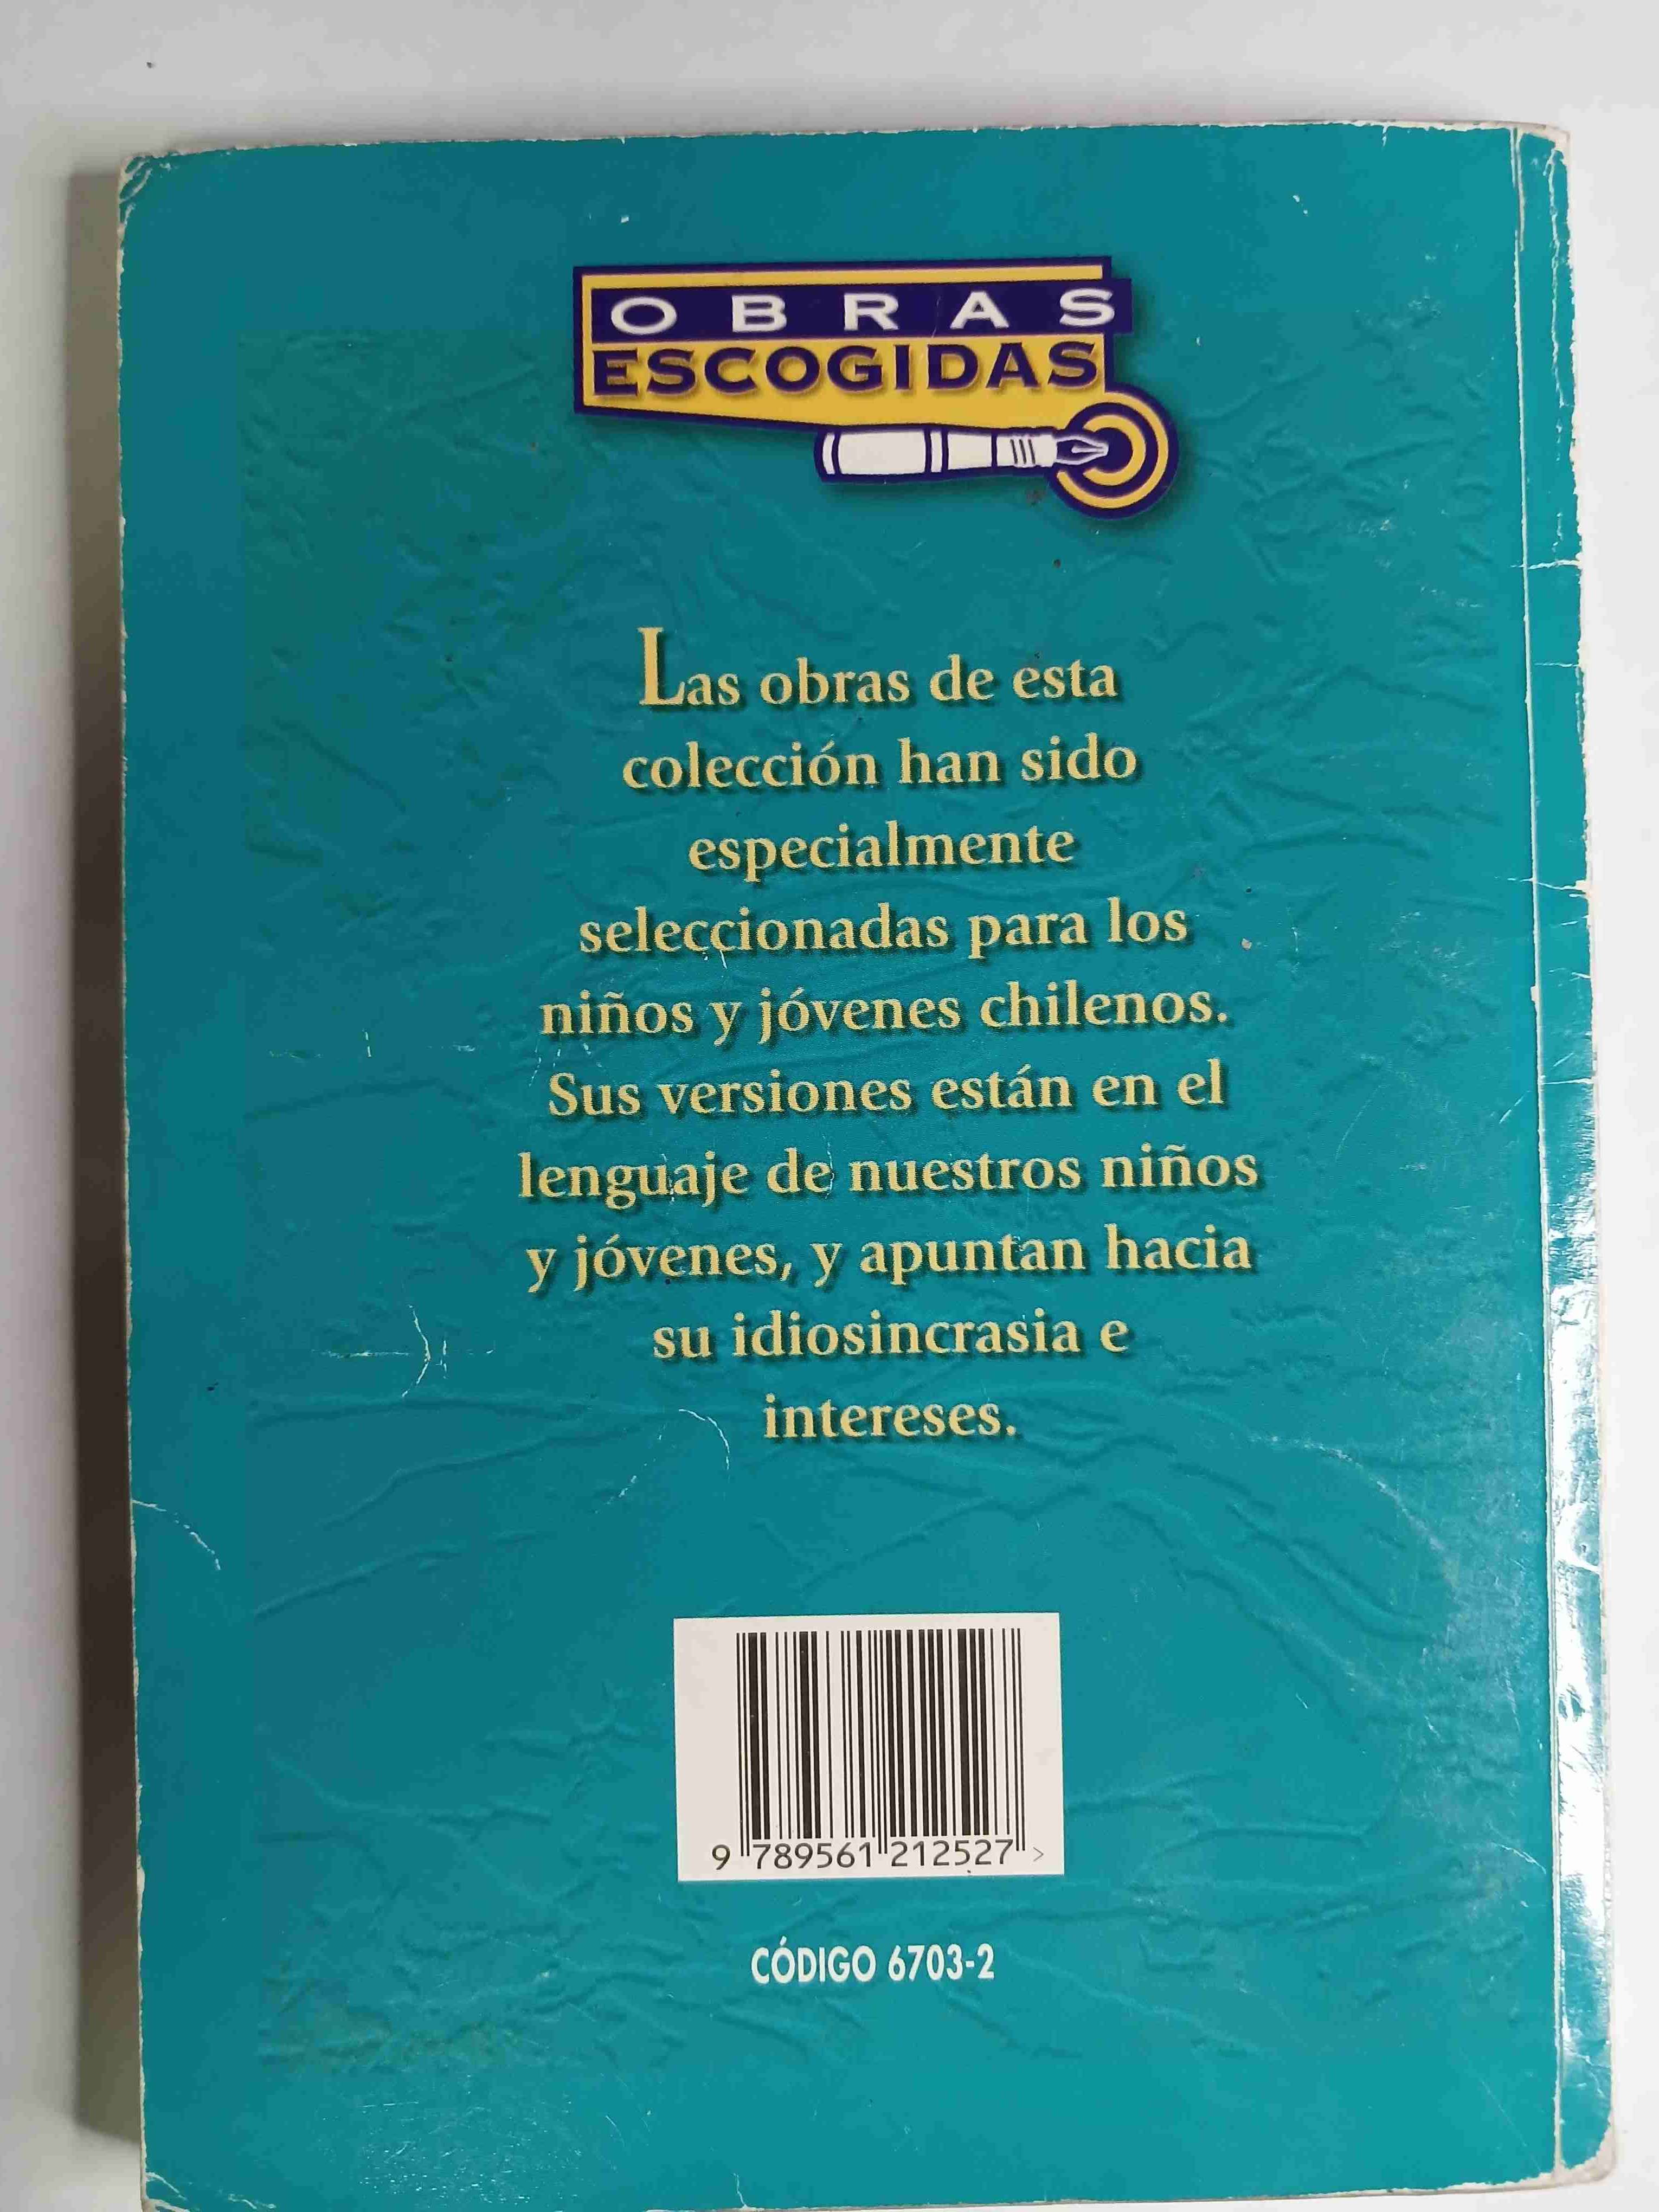 OBRAS
ESCOGIDAS
Las obras de esta
colección han sido
especialmente
seleccionadas para los
niños y jóvenes chilenos.
Sus versiones están en el
lenguaje de nuestros niños
y jóvenes, y apuntan hacia
su idiosincrasia e
intereses.
9 789561 212527 >
CÓDIGO 6703-2